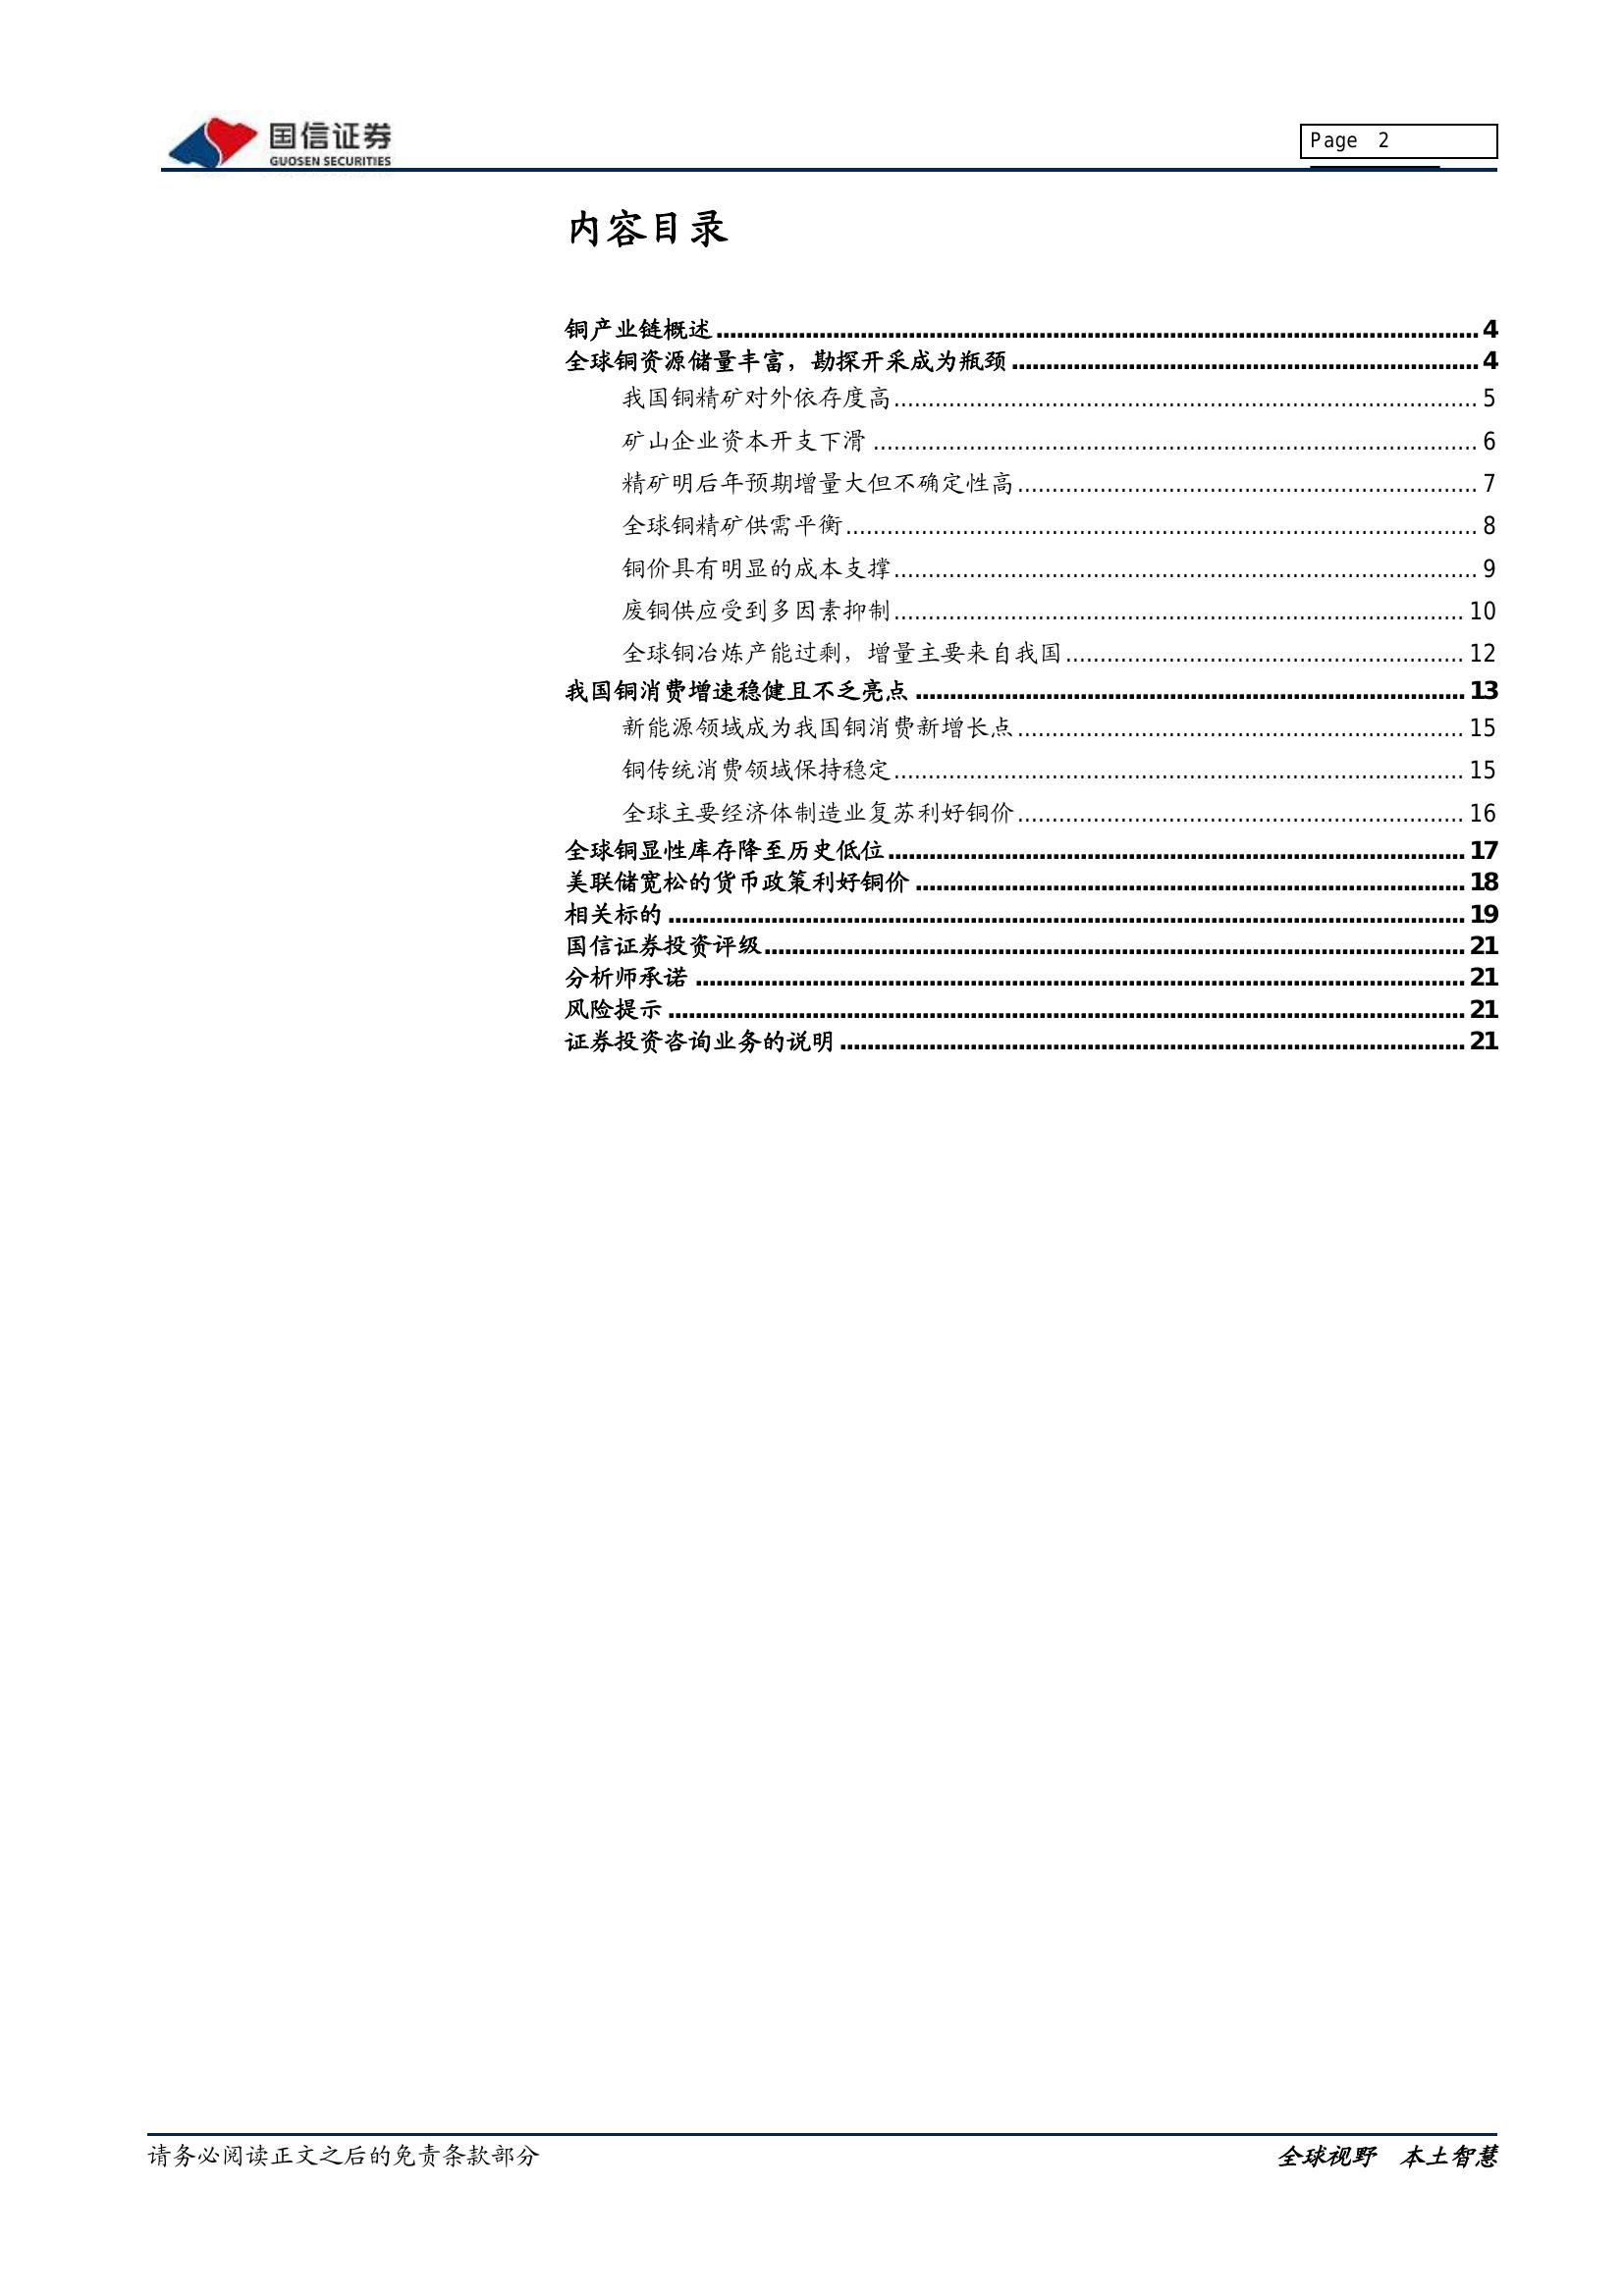 国信证券
GUOSEN SECURITIES
Page 2
内容目录
铜产业链概述................................................................ 4
全球铜资源储量丰富，勘探开采成为瓶颈................................................................ 4
我国铜精矿对外依存度高................................................................ 5
矿山企业资本开支下滑................................................................ 6
精矿明后年预期增量大但不确定性高................................................................ 7
全球铜精矿供需平衡................................................................ 8
铜价具有明显的成本支撑................................................................ 9
废铜供应受到多因素抑制................................................................ 10
全球铜冶炼产能过剩，增量主要来自我国................................................................ 12
我国铜消费增速稳健且不乏亮点................................................................ 13
新能源领域成为我国铜消费新增长点................................................................ 15
铜传统消费领域保持稳定................................................................ 15
全球主要经济体制造业复苏利好铜价................................................................ 16
全球铜显性库存降至历史低位................................................................ 17
美联储宽松的货币政策利好铜价................................................................ 18
相关标的................................................................ 19
国信证券投资评级................................................................ 21
分析师承诺................................................................ 21
风险提示................................................................ 21
证券投资咨询业务的说明................................................................ 21
请务必阅读正文之后的免责条款部分
全球视野 本土智慧